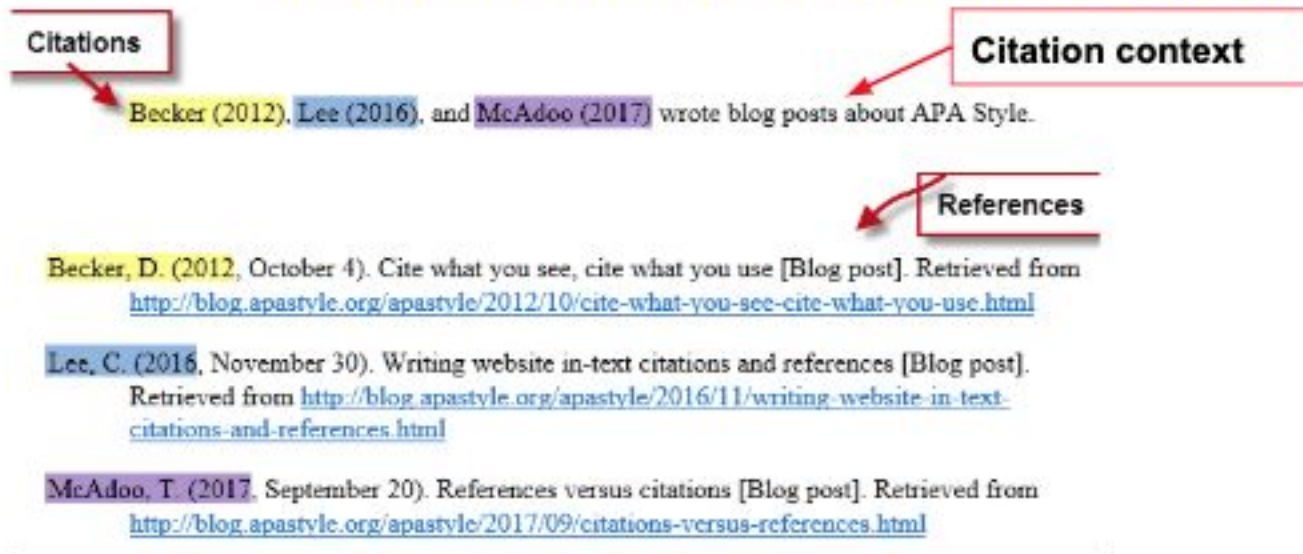 Citations
Citation context
Becker (2012), Lee (2016), and McAdoo (2017) wrote blog posts about APA Style.
References
Becker, D. (2012, October 4). Cite what you see, cite what you use [Blog post]. Retrieved from
http://blog.apastyle.org/apastyle/2012/10/cite-what-you-see-cite-what-you-use.html
Lee, C. (2016, November 30). Writing website in-text citations and references [Blog post].
Retrieved from http://blog.apastyle.org/apastyle/2016/11/writing-website-in-text-
citations-and-references.html
McAdoo, T. (2017, September 20). References versus citations [Blog post]. Retrieved from
http://blog.apastyle.org/apastyle/2017/09/citations-versus-references.html